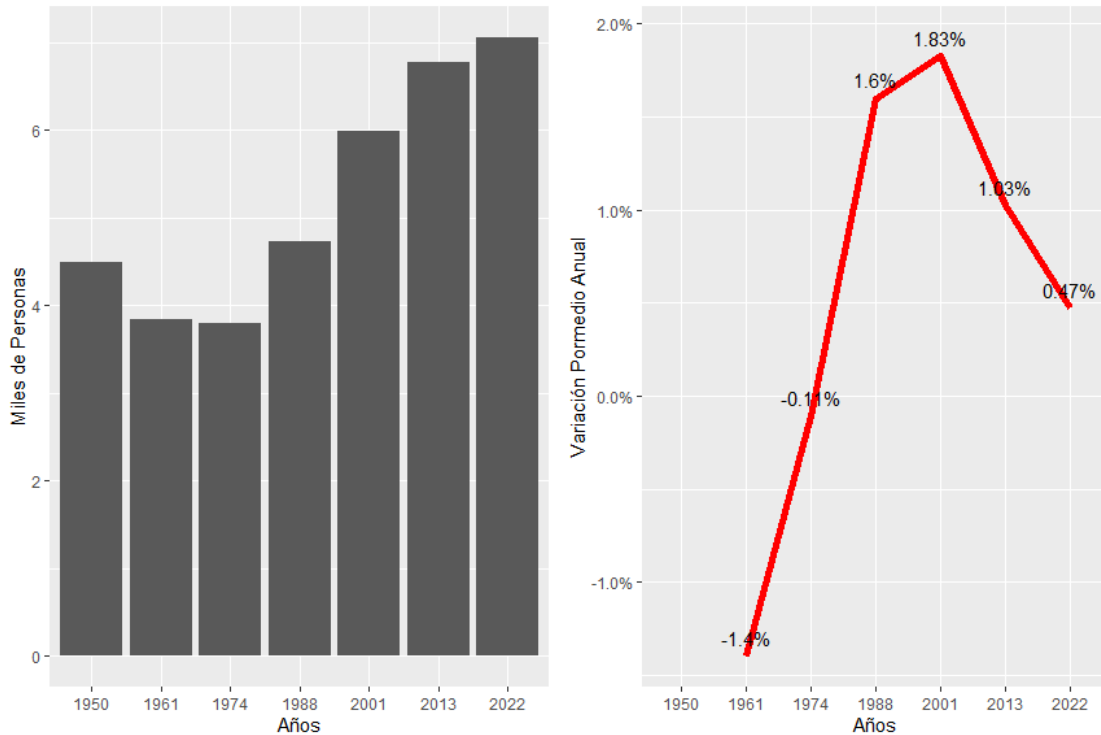 Miles de Personas
6
4
2
0
1950 1961 1974 1988 2001 2013 2022
Años
Variación Pormedio Anual
2.0%
1.0%
0.0%
-1.0%
1.83%
1.6%
1.03%
0.47%
-0.11%
-1.4%
1950 1961 1974 1988 2001 2013 2022
Años